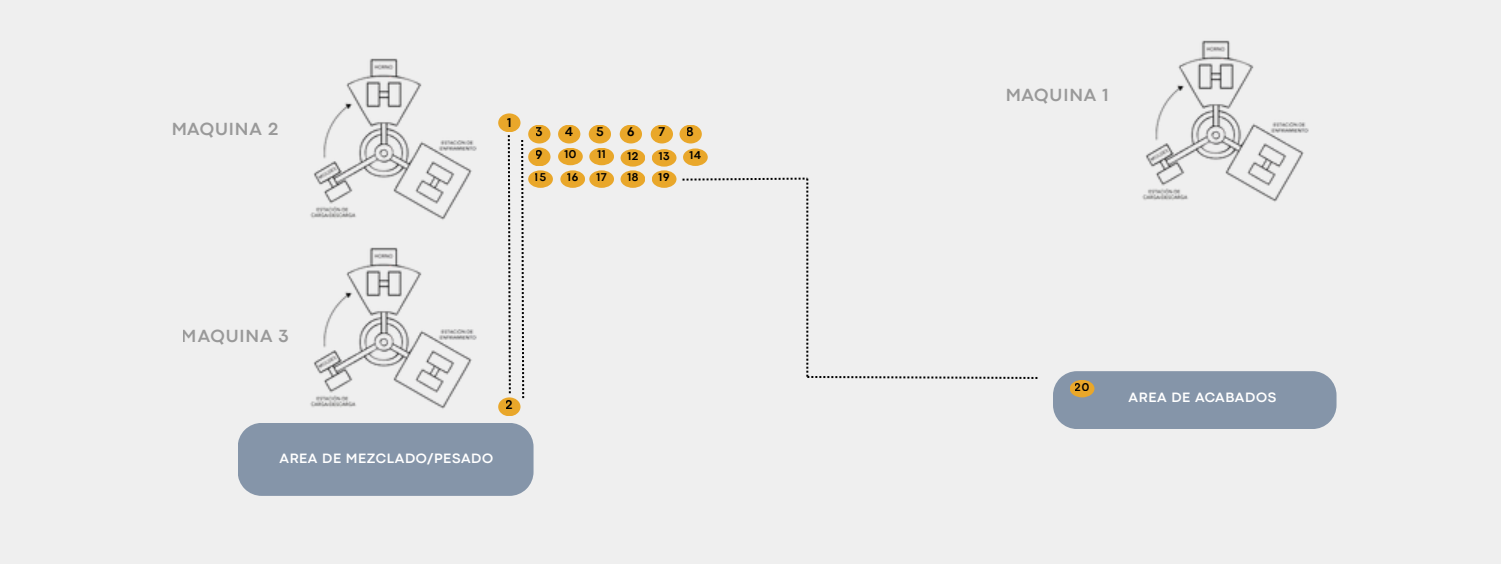 HORNO
MAQUINA 1
HORNO
MAQUINA 2
1
3 4 5 6 7 8
ESTACIÓN DE
ENFRIAMIENTO
ESTACIÓN DE
ENFRIAMIENTO
9 10 11 12 13 14
MOLDES
MOLDES
15 16 17 18 19
ESTACIÓN DE
CARGA/DESCARGA
ESTACIÓN DE
CARGA/DESCARGA
HORNO
MAQUINA 3
ESTACIÓN DE
ENFRIAMIENTO
MOLDES
ESTACIÓN DE
CARGA/DESCARGA
2
20
AREA DE ACABADOS
AREA DE MEZCLADO/PESADO